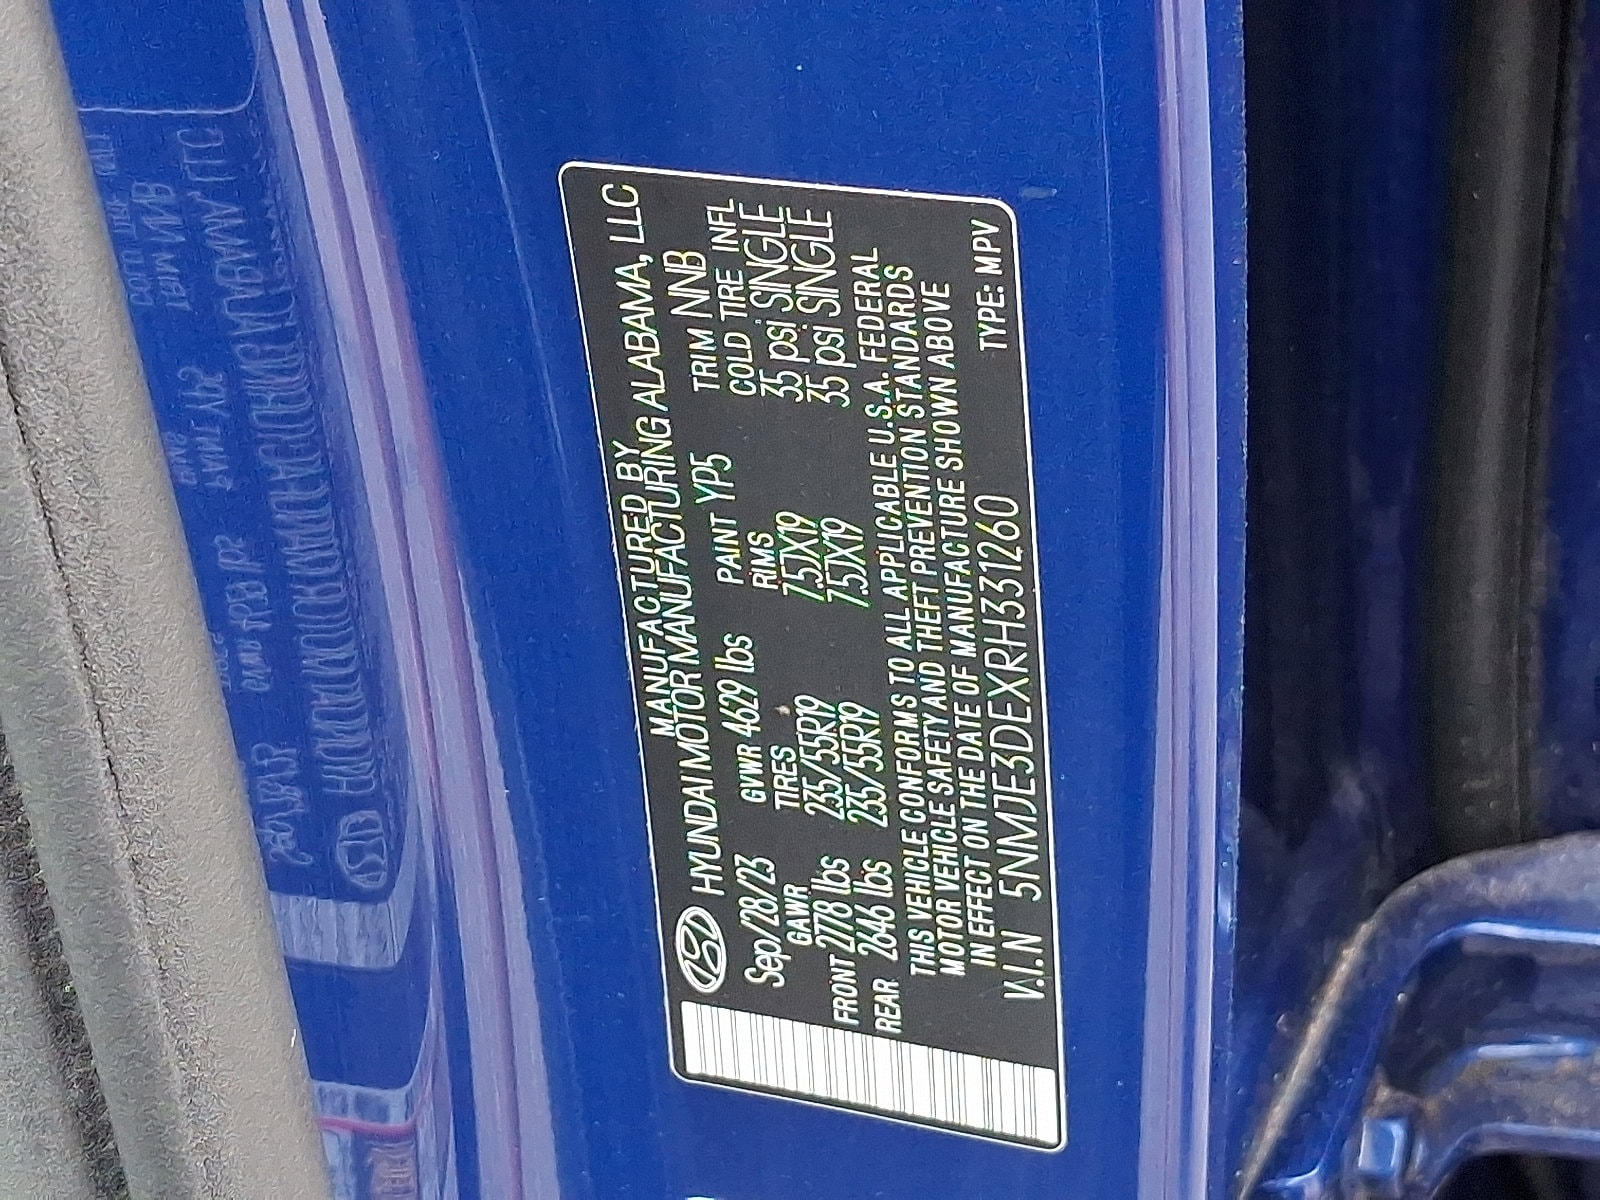 MANUFACTURED BY
HYUNDAI MOTOR MANUFACTURING ALABAMA, LLC
Sep/28/23 GVWR 4629 lbs PAINT YP5 TRIM NNB
GAWR TIRES RIMS COLD TIRE INFL
FRONT 2778 lbs 235/55R19 7.5JX19 35 psi SINGLE
REAR 2646 lbs 235/55R19 7.5JX19 35 psi SINGLE
THIS VEHICLE CONFORMS TO ALL APPLICABLE U.S.A. FEDERAL
MOTOR VEHICLE SAFETY AND THEFT PREVENTION STANDARDS
IN EFFECT ON THE DATE OF MANUFACTURE SHOWN ABOVE
V.I.N 5NMJE3DEXRH331260 TYPE: MPV